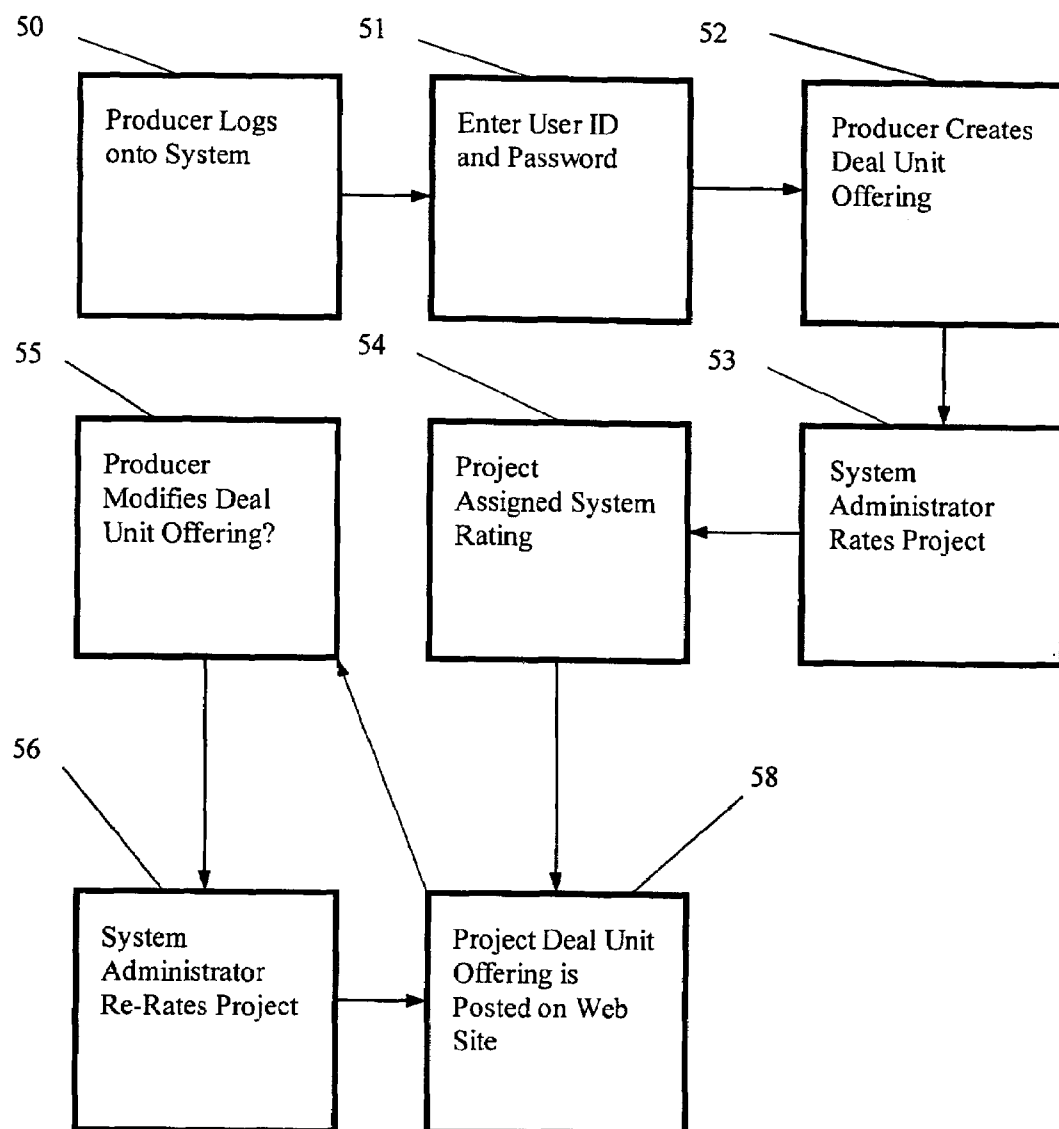 50
51
52
Producer Logs
onto System
Enter User ID
and Password
Producer Creates
Deal Unit
Offering
55
54
53
Producer
Modifies Deal
Unit Offering?
Project
Assigned System
Rating
System
Administrator
Rates Project
56
58
System
Administrator
Re-Rates Project
Project Deal Unit
Offering is
Posted on Web
Site